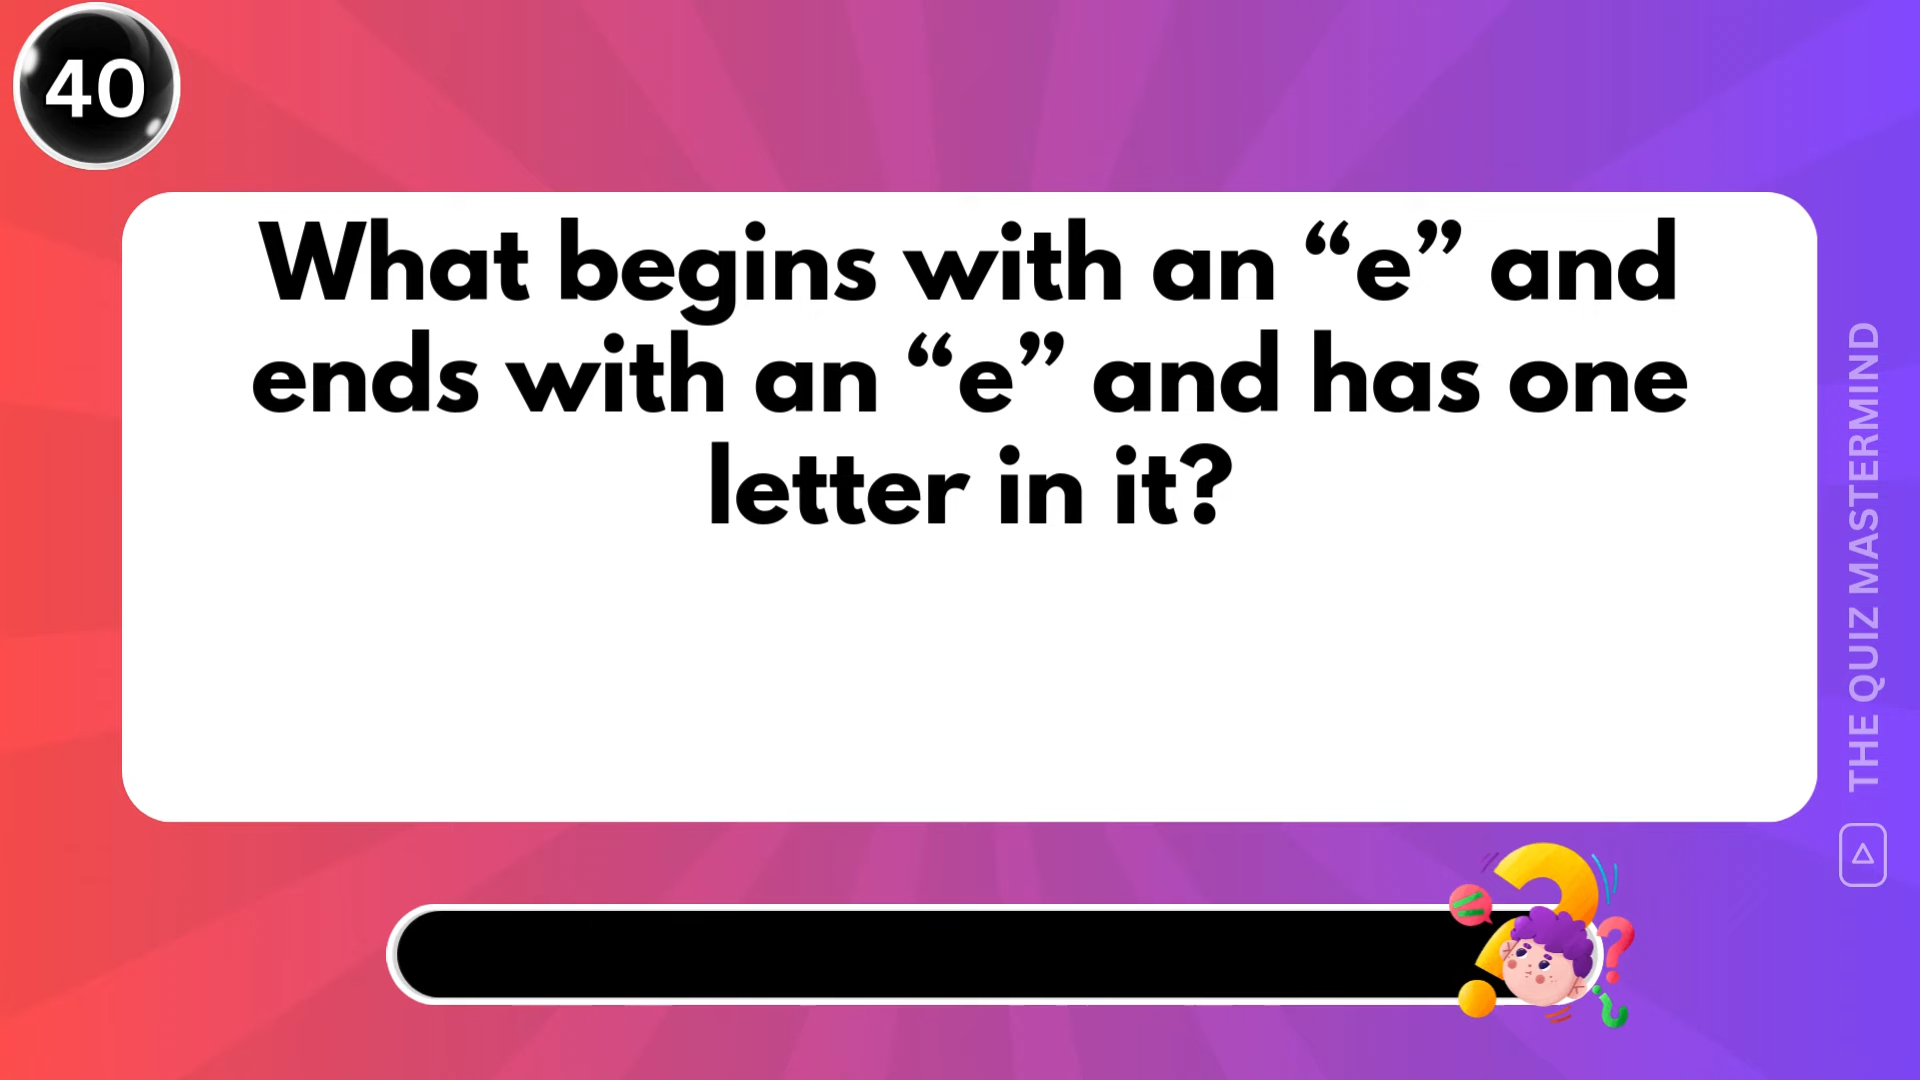 40
What begins with an “e” and
ends with an “e” and has one
letter in it?
THE QUIZ MASTERMIND